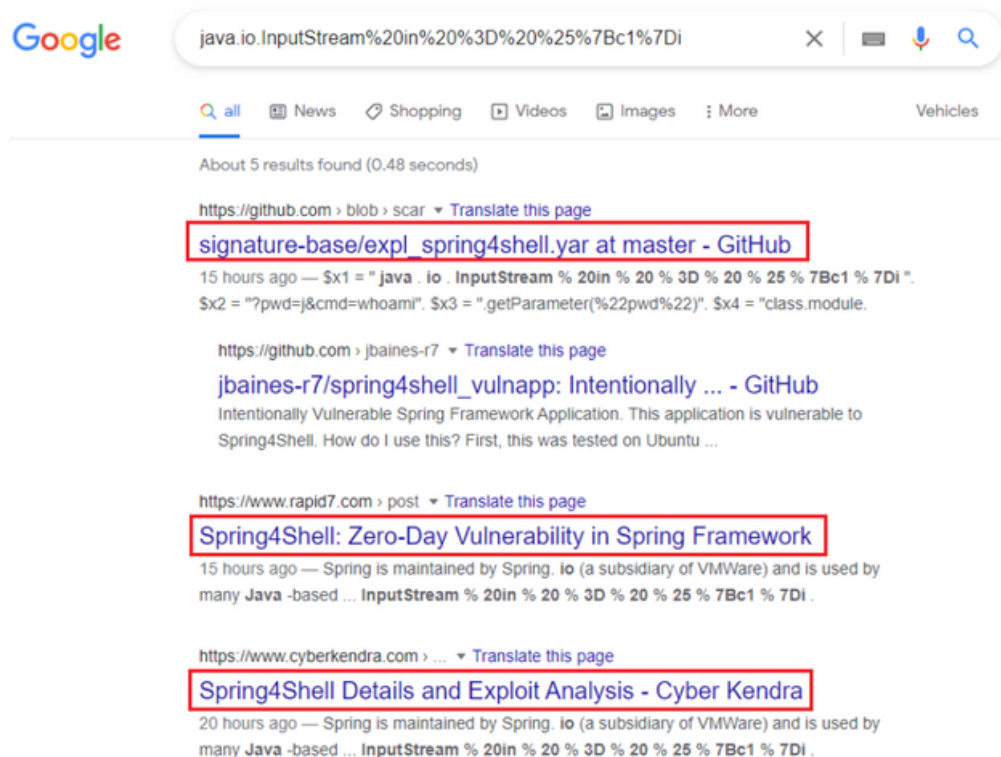 Google
java.io.InputStream%20in%20%3D%20%25%7Bc1%7Di
all News Shopping Videos Images More Vehicles
About 5 results found (0.48 seconds)
https://github.com › blob › scar Translate this page
signature-base/expl_spring4shell.yar at master - GitHub
15 hours ago — $x1 = " java . io . InputStream % 20in % 20 % 3D % 20 % 25 % 7Bc1 % 7Di ".
$x2 = "?pwd=j&cmd=whoami". $x3 = ".getParameter(%22pwd%22)". $x4 = "class.module.
https://github.com › jbaines-r7 Translate this page
jbaines-r7/spring4shell_vulnapp: Intentionally ... - GitHub
Intentionally Vulnerable Spring Framework Application. This application is vulnerable to
Spring4Shell. How do I use this? First, this was tested on Ubuntu ...
https://www.rapid7.com › post Translate this page
Spring4Shell: Zero-Day Vulnerability in Spring Framework
15 hours ago — Spring is maintained by Spring. io (a subsidiary of VMWare) and is used by
many Java -based ... InputStream % 20in % 20 % 3D % 20 % 25 % 7Bc1 % 7Di .
https://www.cyberkendra.com › ... Translate this page
Spring4Shell Details and Exploit Analysis - Cyber Kendra
20 hours ago — Spring is maintained by Spring. io (a subsidiary of VMWare) and is used by
many Java -based ... InputStream % 20in % 20 % 3D % 20 % 25 % 7Bc1 % 7Di .